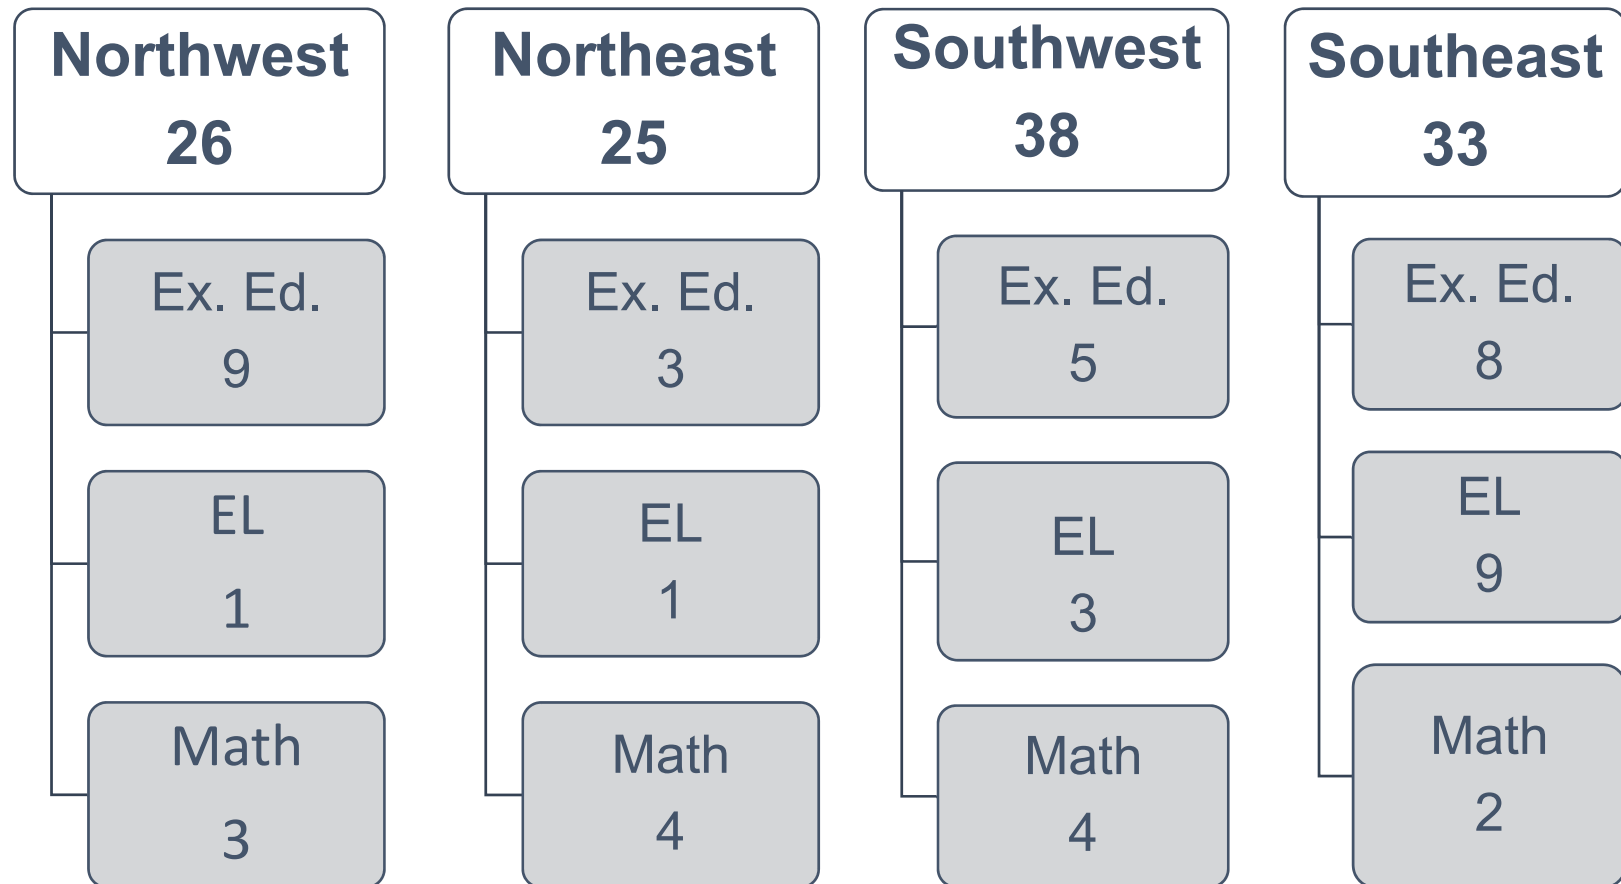 Northwest
26
Ex. Ed.
9
EL
1
Math
3
Northeast
25
Ex. Ed.
3
EL
1
Math
4
Southwest
38
Ex. Ed.
5
EL
3
Math
4
Southeast
33
Ex. Ed.
8
EL
9
Math
2